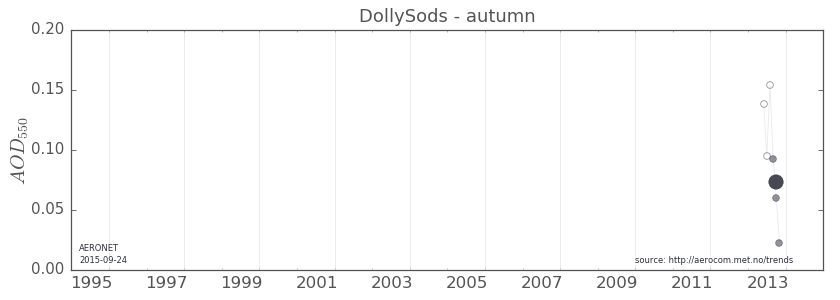 DollySods - autumn
0.20
0.15
0.10
0.05
0.00
AOD550
AERONET
2015-09-24
source: http://aerocom.met.no/trends
1995 1997 1999 2001 2003 2005 2007 2009 2011 2013